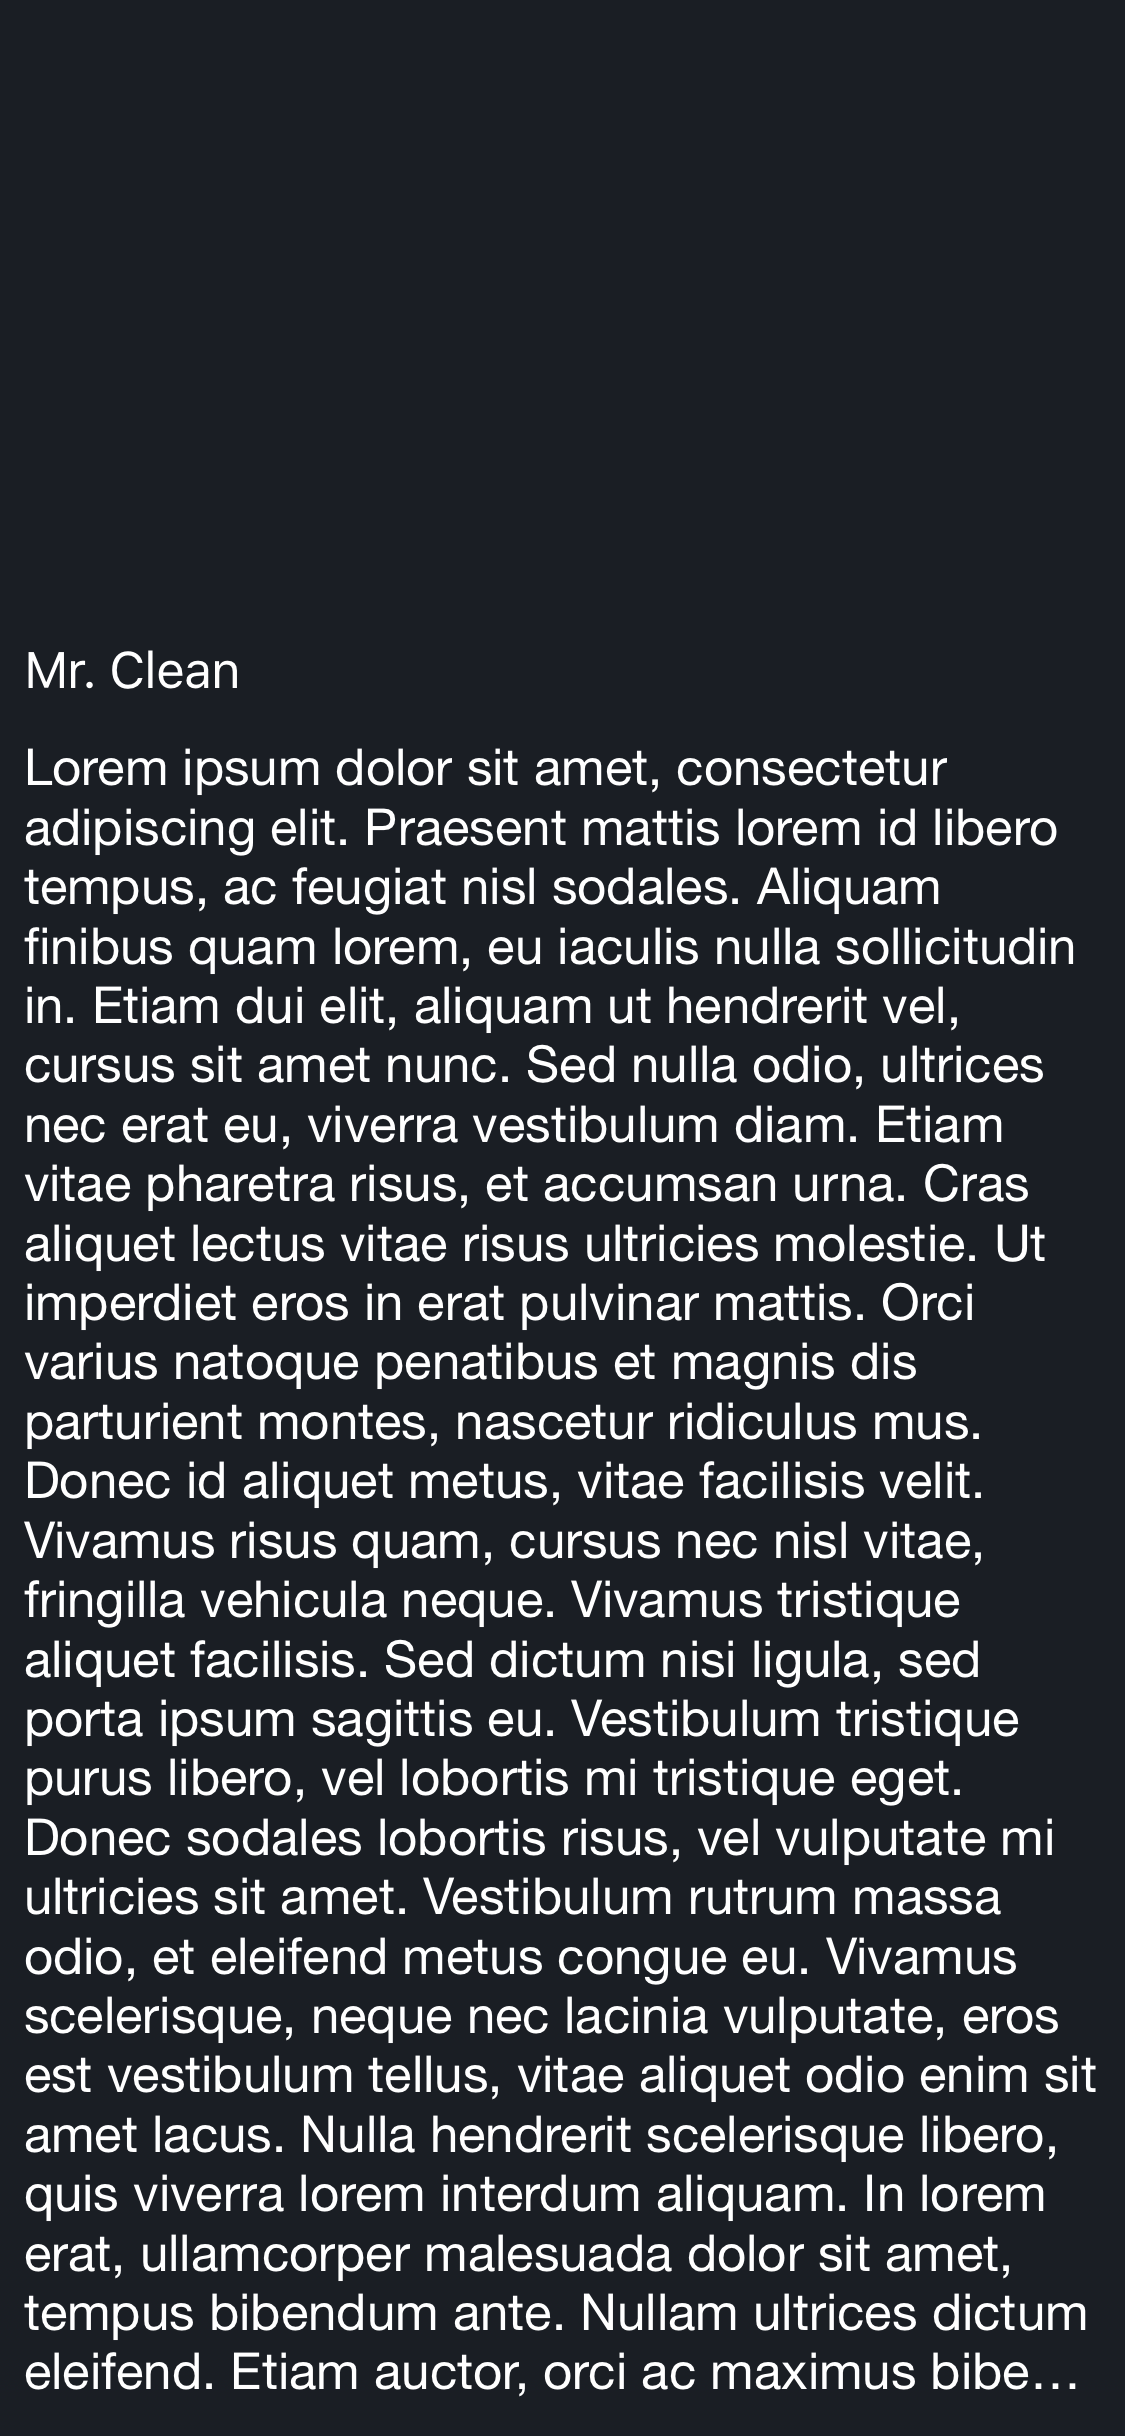 Mr. Clean
Lorem ipsum dolor sit amet, consectetur
adipiscing elit. Praesent mattis lorem id libero
tempus, ac feugiat nisl sodales. Aliquam
finibus quam lorem, eu iaculis nulla sollicitudin
in. Etiam dui elit, aliquam ut hendrerit vel,
cursus sit amet nunc. Sed nulla odio, ultrices
nec erat eu, viverra vestibulum diam. Etiam
vitae pharetra risus, et accumsan urna. Cras
aliquet lectus vitae risus ultricies molestie. Ut
imperdiet eros in erat pulvinar mattis. Orci
varius natoque penatibus et magnis dis
parturient montes, nascetur ridiculus mus.
Donec id aliquet metus, vitae facilisis velit.
Vivamus risus quam, cursus nec nisl vitae,
fringilla vehicula neque. Vivamus tristique
aliquet facilisis. Sed dictum nisi ligula, sed
porta ipsum sagittis eu. Vestibulum tristique
purus libero, vel lobortis mi tristique eget.
Donec sodales lobortis risus, vel vulputate mi
ultricies sit amet. Vestibulum rutrum massa
odio, et eleifend metus congue eu. Vivamus
scelerisque, neque nec lacinia vulputate, eros
est vestibulum tellus, vitae aliquet odio enim sit
amet lacus. Nulla hendrerit scelerisque libero,
quis viverra lorem interdum aliquam. In lorem
erat, ullamcorper malesuada dolor sit amet,
tempus bibendum ante. Nullam ultrices dictum
eleifend. Etiam auctor, orci ac maximus bibe…